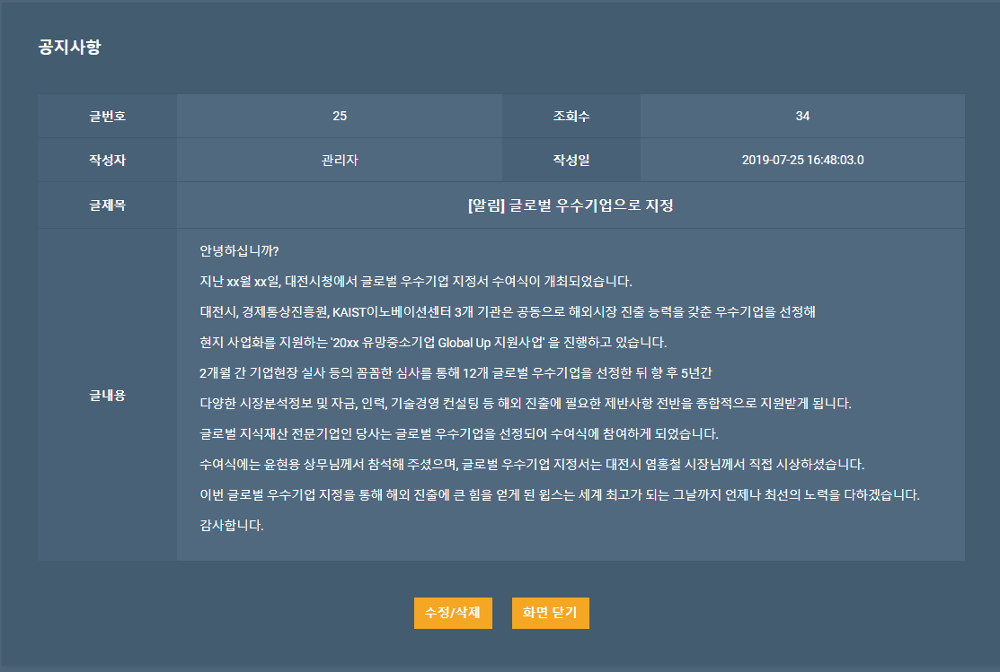 공지사항
글번호 25 조회수 34
작성자 관리자 작성일 2019-07-25 16:48:03.0
글제목 [알림] 글로벌 우수기업으로 지정
글내용
안녕하십니까?
지난 xx월 xx일, 대전시청에서 글로벌 우수기업 지정서 수여식이 개최되었습니다.
대전시, 경제통상진흥원, KAIST이노베이션센터 3개 기관은 공동으로 해외시장 진출 능력을 갖춘 우수기업을 선정해
현지 사업화를 지원하는 '20xx 유망중소기업 Global Up 지원사업' 을 진행하고 있습니다.
2개월 간 기업현장 실사 등의 꼼꼼한 심사를 통해 12개 글로벌 우수기업을 선정한 뒤 향 후 5년간
다양한 시장분석정보 및 자금, 인력, 기술경영 컨설팅 등 해외 진출에 필요한 제반사항 전반을 종합적으로 지원받게 됩니다.
글로벌 지식재산 전문기업인 당사는 글로벌 우수기업을 선정되어 수여식에 참여하게 되었습니다.
수여식에는 윤현용 상무님께서 참석해 주셨으며, 글로벌 우수기업 지정서는 대전시 염홍철 시장님께서 직접 시상하셨습니다.
이번 글로벌 우수기업 지정을 통해 해외 진출에 큰 힘을 얻게 된 윕스는 세계 최고가 되는 그날까지 언제나 최선의 노력을 다하겠습니다.
감사합니다.
수정/삭제 화면 닫기